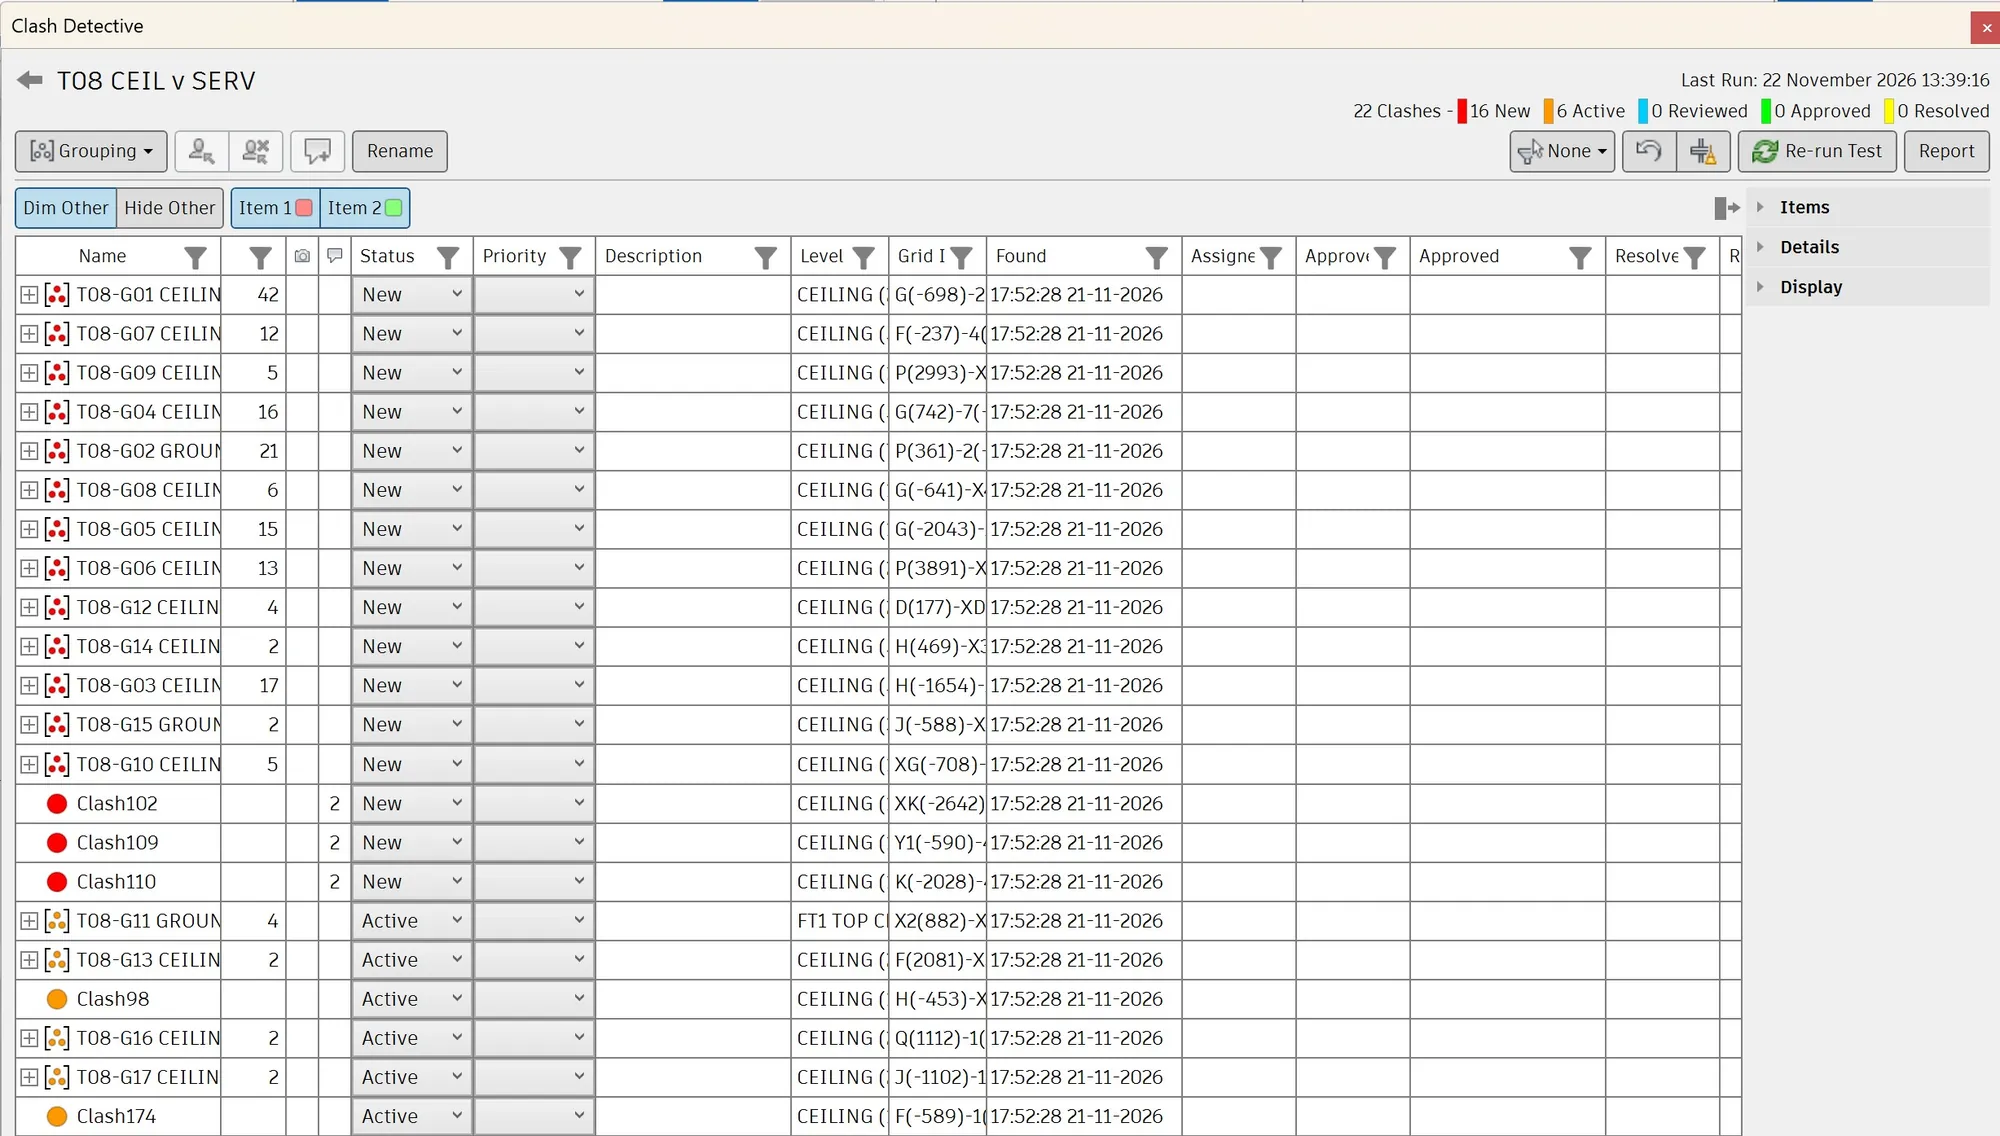 Clash Detective
T08 CEIL v SERV
Last Run: 22 November 2026 13:39:16
22 Clashes - 16 New 6 Active 0 Reviewed 0 Approved 0 Resolved
Grouping Rename None Re-run Test Report
Dim Other Hide Other Item 1 Item 2
Items
Details
Display
Name Status Priority Description Level Grid I Found Assigne Approve Approved Resolve R
T08-G01 CEILIN 42 New CEILING ( G(-698)-2 17:52:28 21-11-2026
T08-G07 CEILIN 12 New CEILING ( F(-237)-4( 17:52:28 21-11-2026
T08-G09 CEILIN 5 New CEILING ( P(2993)-X 17:52:28 21-11-2026
T08-G04 CEILIN 16 New CEILING ( G(742)-7(- 17:52:28 21-11-2026
T08-G02 GROUN 21 New CEILING ( P(361)-2(- 17:52:28 21-11-2026
T08-G08 CEILIN 6 New CEILING ( G(-641)-X 17:52:28 21-11-2026
T08-G05 CEILIN 15 New CEILING ( G(-2043)- 17:52:28 21-11-2026
T08-G06 CEILIN 13 New CEILING ( P(3891)-X 17:52:28 21-11-2026
T08-G12 CEILIN 4 New CEILING ( D(177)-XD 17:52:28 21-11-2026
T08-G14 CEILIN 2 New CEILING ( H(469)-X3 17:52:28 21-11-2026
T08-G03 CEILIN 17 New CEILING ( H(-1654)- 17:52:28 21-11-2026
T08-G15 GROUN 2 New CEILING ( J(-588)-X 17:52:28 21-11-2026
T08-G10 CEILIN 5 New CEILING ( XG(-708)- 17:52:28 21-11-2026
Clash102 2 New CEILING ( XK(-2642) 17:52:28 21-11-2026
Clash109 2 New CEILING ( Y1(-590)-4 17:52:28 21-11-2026
Clash110 2 New CEILING ( K(-2028)- 17:52:28 21-11-2026
T08-G11 GROUN 4 Active FT1 TOP C X2(882)-X 17:52:28 21-11-2026
T08-G13 CEILIN 2 Active CEILING ( F(2081)-X 17:52:28 21-11-2026
Clash98 Active CEILING ( H(-453)-X 17:52:28 21-11-2026
T08-G16 CEILIN 2 Active CEILING ( Q(1112)-1( 17:52:28 21-11-2026
T08-G17 CEILIN 2 Active CEILING ( J(-1102)-1 17:52:28 21-11-2026
Clash174 Active CEILING ( F(-589)-1( 17:52:28 21-11-2026